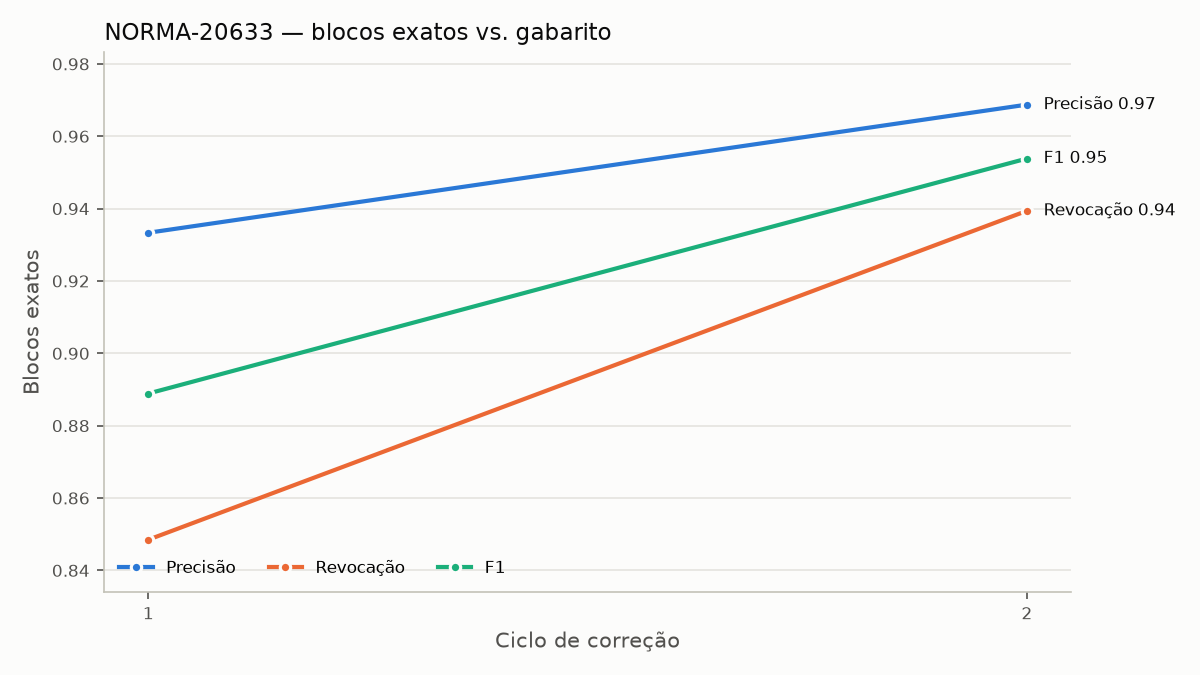 NORMA-20633 — blocos exatos vs. gabarito
Blocos exatos
0.98
0.96
0.94
0.92
0.90
0.88
0.86
0.84
Precisão 0.97
F1 0.95
Revocação 0.94
Precisão Revocação F1
1 2
Ciclo de correção